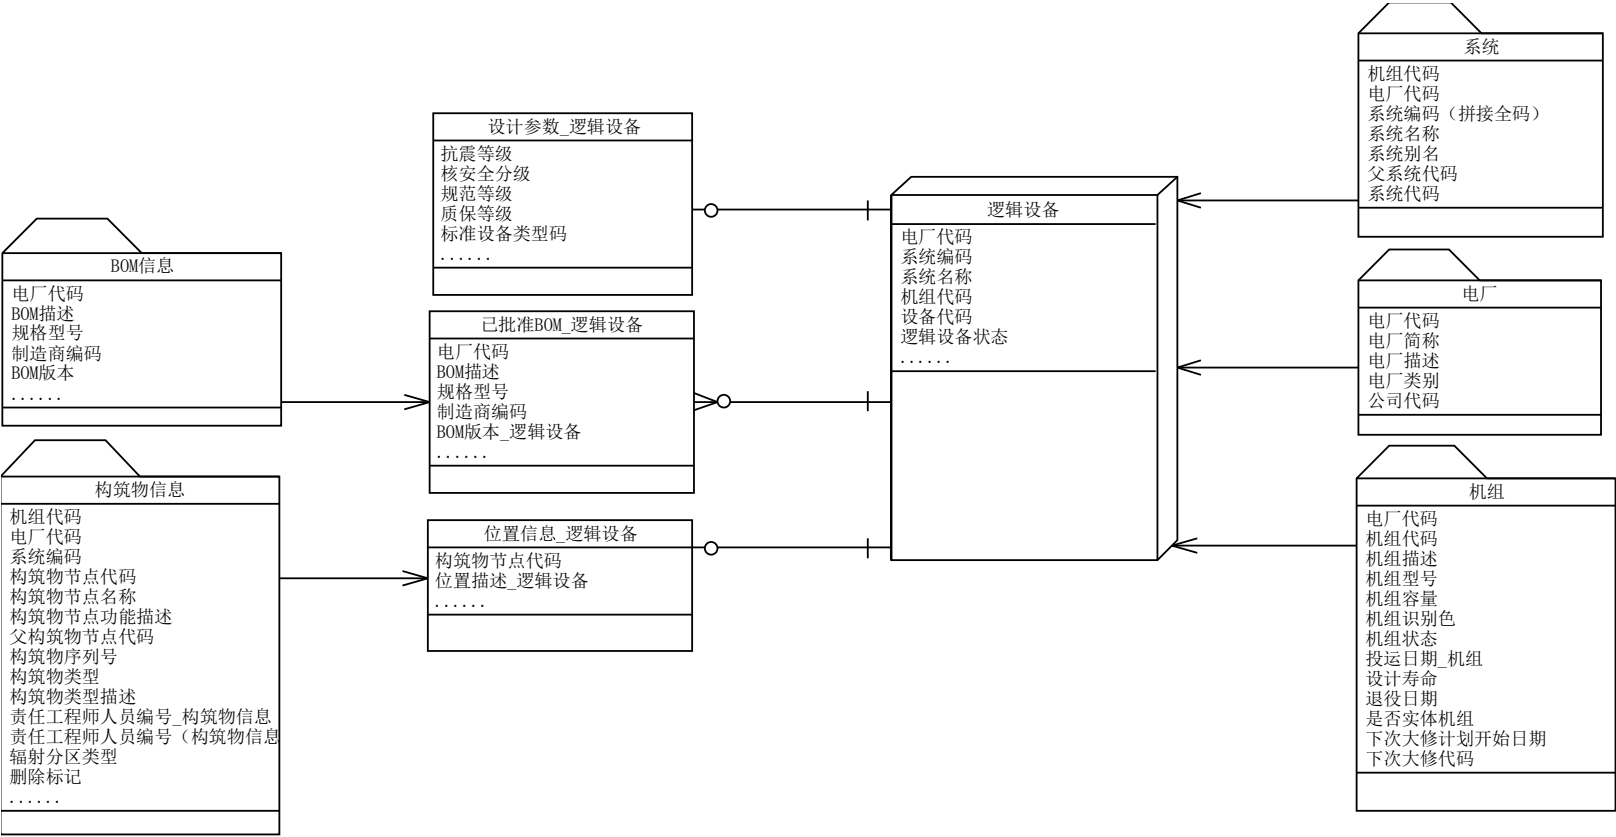 BOM信息
电厂代码
BOM描述
规格型号
制造商编码
BOM版本
......
构筑物信息
机组代码
电厂代码
系统编码
构筑物节点代码
构筑物节点名称
构筑物节点功能描述
父构筑物节点代码
构筑物序列号
构筑物类型
构筑物类型描述
责任工程师人员编号_构筑物信息
责任工程师人员编号（构筑物信息
辐射分区类型
删除标记
......
设计参数_逻辑设备
抗震等级
核安全分级
规范等级
质保等级
标准设备类型码
......
已批准BOM_逻辑设备
电厂代码
BOM描述
规格型号
制造商编码
BOM版本_逻辑设备
......
位置信息_逻辑设备
构筑物节点代码
位置描述_逻辑设备
......
逻辑设备
电厂代码
系统编码
系统名称
机组代码
设备代码
逻辑设备状态
......
系统
机组代码
电厂代码
系统编码（拼接全码）
系统名称
系统别名
父系统代码
系统代码
电厂
电厂代码
电厂简称
电厂描述
电厂类别
公司代码
机组
电厂代码
机组代码
机组描述
机组型号
机组容量
机组识别色
机组状态
投运日期_机组
设计寿命
退役日期
是否实体机组
下次大修计划开始日期
下次大修代码